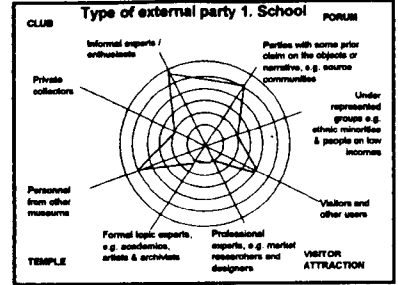 Type of external party 1. School
CLUB
FORUM
Informal experts /
enthusiasts
Parties with some prior
claim on the objects or
narrative, e.g. source
communities
Private
collectors
Under
represented
groups e.g.
ethnic minorities
& people on low
incomes
Personnel
from other
museums
Visitors and
other users
Formal topic experts,
e.g. academics,
artists & archivists
Professional
experts, e.g. market
researchers and
designers
TEMPLE
VISITOR
ATTRACTION